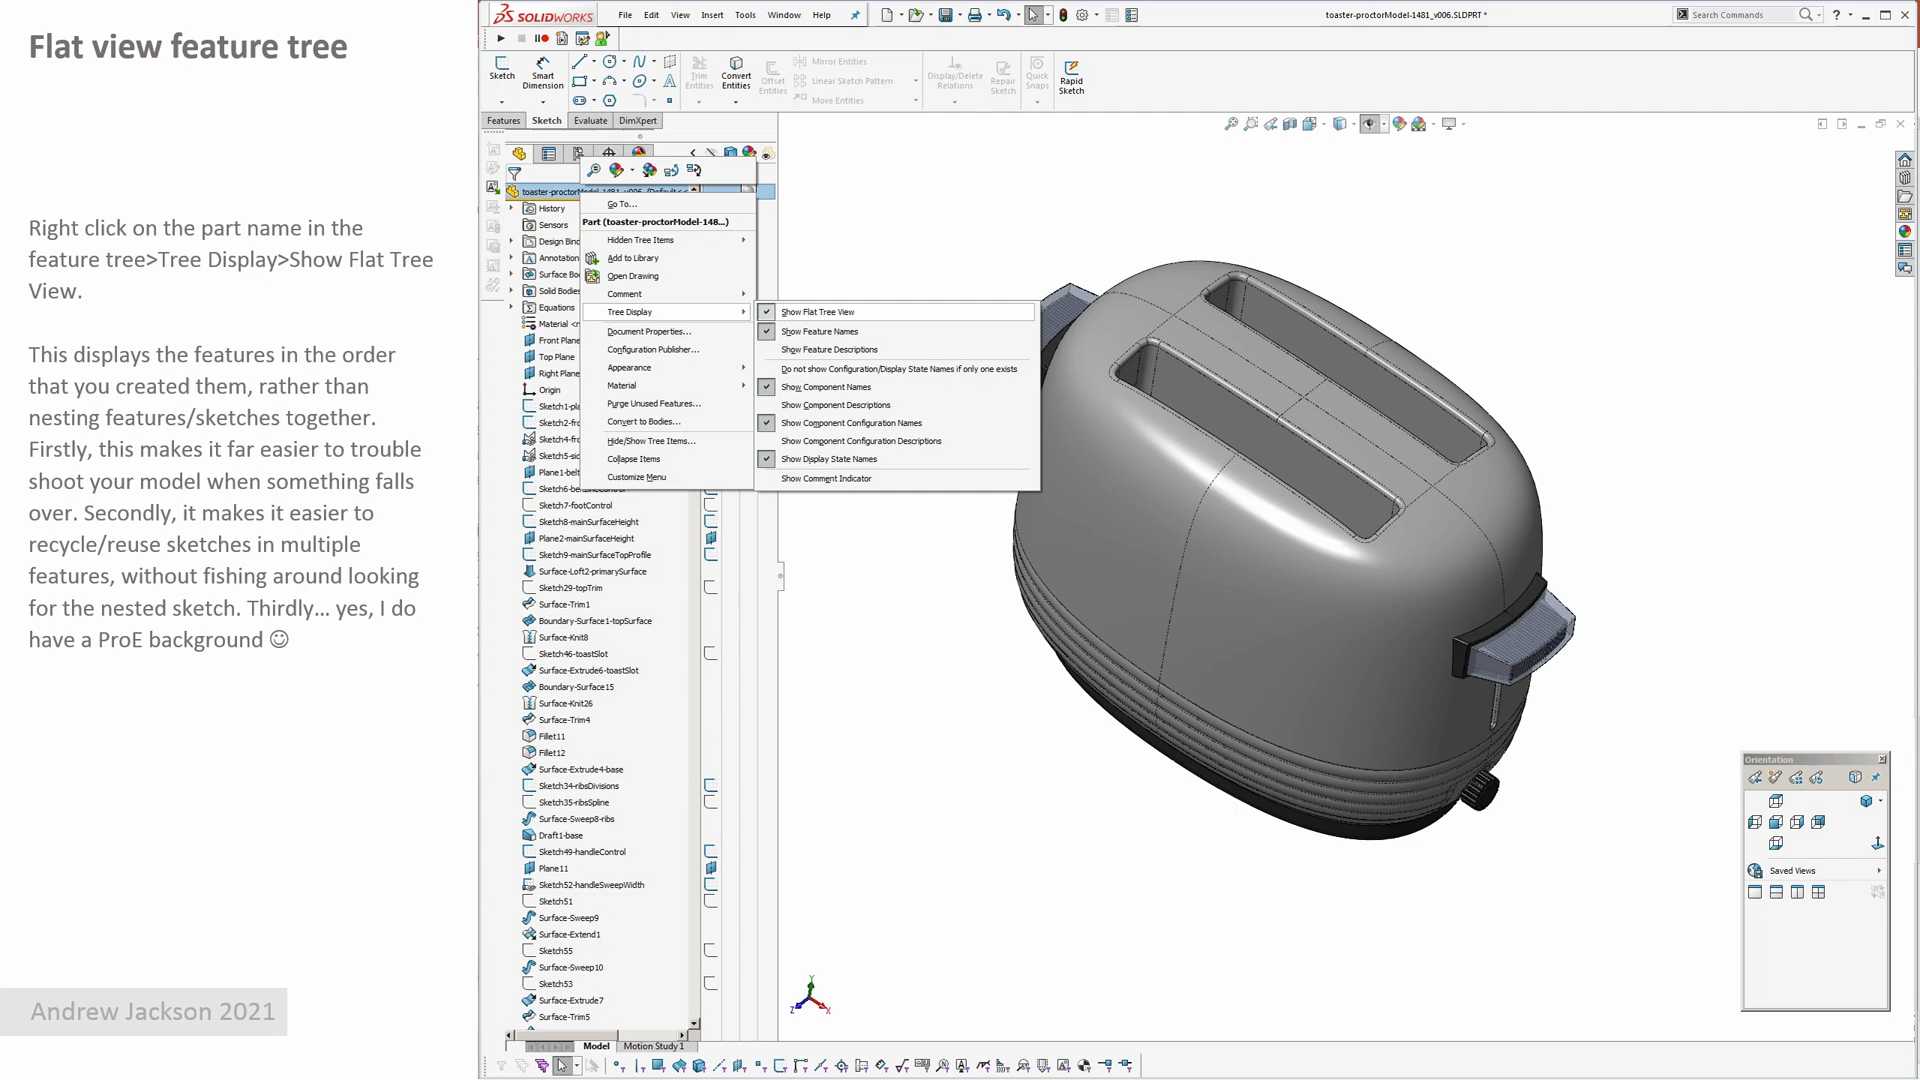 Flat view feature tree
Right click on the part name in the
feature tree>Tree Display>Show Flat Tree
View.
This displays the features in the order
that you created them, rather than
nesting features/sketches together.
Firstly, this makes it far easier to trouble
shoot your model when something falls
over. Secondly, it makes it easier to
recycle/reuse sketches in multiple
features, without fishing around looking
for the nested sketch. Thirdly… yes, I do
have a ProE background ☺
Andrew Jackson 2021
SOLIDWORKS
File Edit View Insert Tools Window Help
toaster-proctorModel-1481_v006.SLDPRT *
Search Commands
Sketch
Smart
Dimension
Trim
Entities
Convert
Entities
Offset
Entities
Mirror Entities
Linear Sketch Pattern
Move Entities
Display/Delete
Relations
Repair
Sketch
Quick
Snaps
Rapid
Sketch
Features Sketch Evaluate DimXpert
History
Sensors
Design Bind
Annotation
Surface Bo
Solid Bodies
Equations
Material <n
Front Plane
Top Plane
Right Plane
Origin
Sketch1-pla
Sketch2-fro
Sketch4-fro
Sketch5-sid
Plane1-belt
Sketch7-footControl
Sketch8-mainSurfaceHeight
Plane2-mainSurfaceHeight
Sketch9-mainSurfaceTopProfile
Surface-Loft2-primarySurface
Sketch29-topTrim
Surface-Trim1
Boundary-Surface1-topSurface
Surface-Knit8
Sketch46-toastSlot
Surface-Extrude6-toastSlot
Boundary-Surface15
Surface-Knit26
Surface-Trim4
Fillet11
Fillet12
Surface-Extrude4-base
Sketch34-ribsDivisions
Sketch35-ribsSpline
Surface-Sweep8-ribs
Draft1-base
Sketch49-handleControl
Plane11
Sketch52-handleSweepWidth
Sketch51
Surface-Sweep9
Surface-Extend1
Sketch55
Surface-Sweep10
Sketch53
Surface-Extrude7
Surface-Trim5
Go To...
Part (toaster-proctorModel-148...)
Hidden Tree Items
Add to Library
Open Drawing
Comment
Tree Display
Document Properties...
Configuration Publisher...
Appearance
Material
Purge Unused Features...
Convert to Bodies...
Hide/Show Tree Items...
Collapse Items
Customize Menu
Show Flat Tree View
Show Feature Names
Show Feature Descriptions
Do not show Configuration/Display State Names if only one exists
Show Component Names
Show Component Descriptions
Show Component Configuration Names
Show Component Configuration Descriptions
Show Display State Names
Show Comment Indicator
Orientation
Saved Views
Y
Z
X
Model Motion Study 1